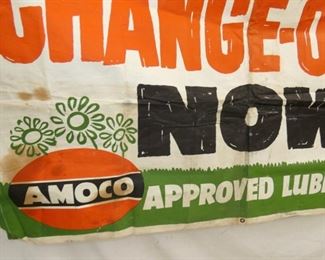 CHANGE-O
NOW
AMOCO
APPROVED LUB